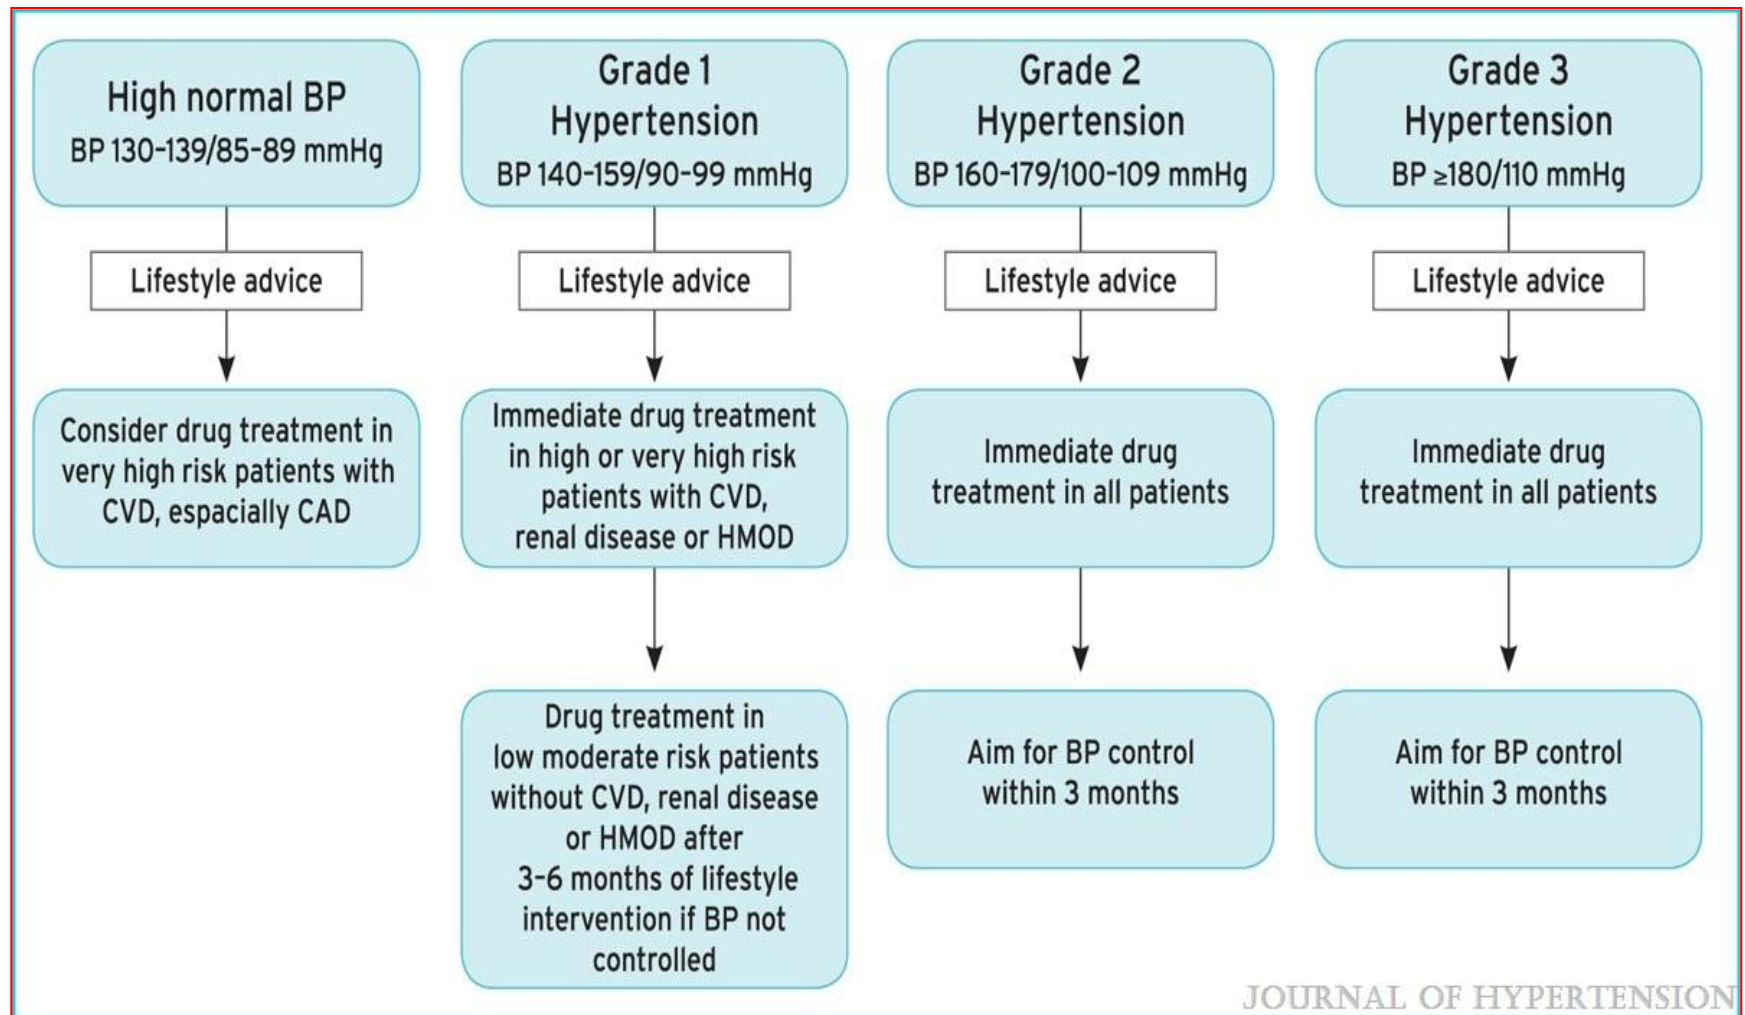 High normal BP
BP 130-139/85-89 mmHg
Lifestyle advice
Consider drug treatment in
very high risk patients with
CVD, espacially CAD
Grade 1
Hypertension
BP 140-159/90-99 mmHg
Lifestyle advice
Immediate drug treatment
in high or very high risk
patients with CVD,
renal disease or HMOD
Drug treatment in
low moderate risk patients
without CVD, renal disease
or HMOD after
3-6 months of lifestyle
intervention if BP not
controlled
Grade 2
Hypertension
BP 160-179/100-109 mmHg
Lifestyle advice
Immediate drug
treatment in all patients
Aim for BP control
within 3 months
Grade 3
Hypertension
BP ≥180/110 mmHg
Lifestyle advice
Immediate drug
treatment in all patients
Aim for BP control
within 3 months
JOURNAL OF HYPERTENSION